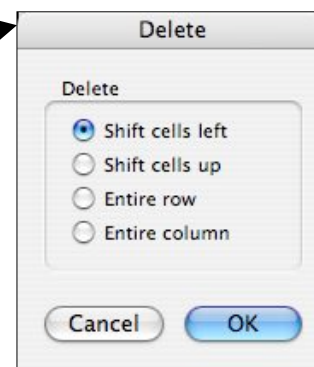 Delete
Delete
Shift cells left
Shift cells up
Entire row
Entire column
Cancel OK